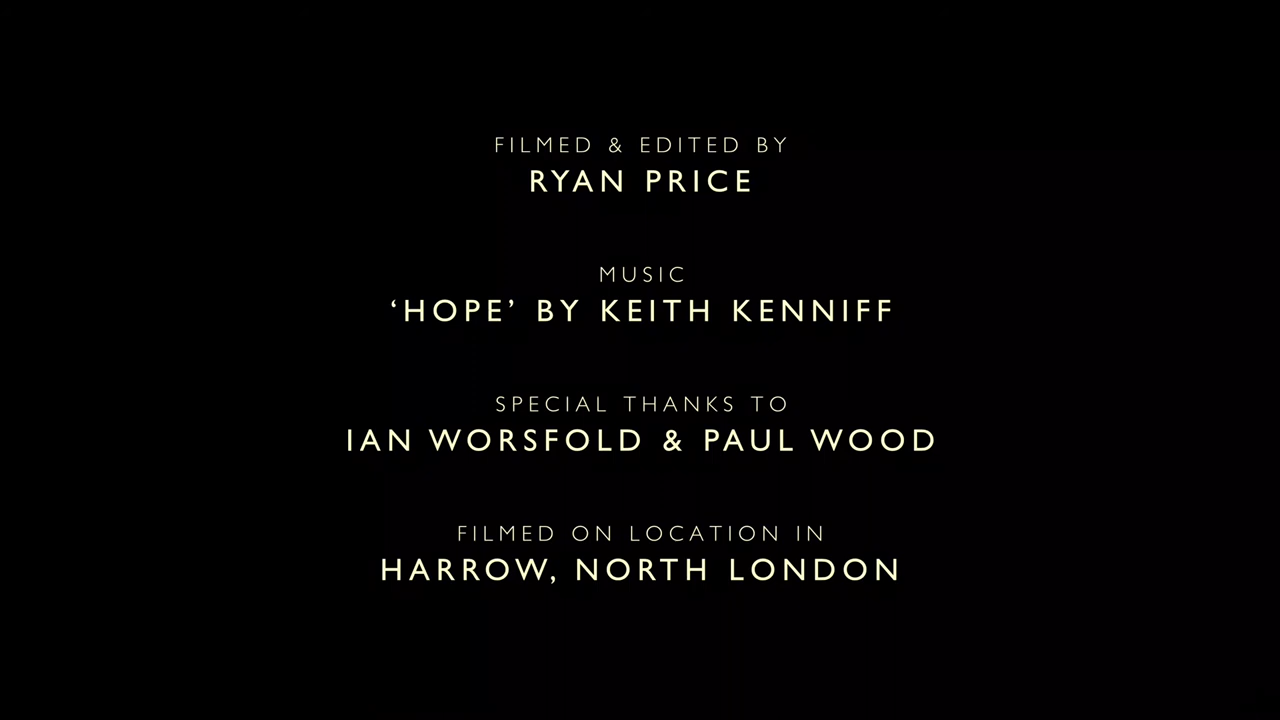 FILMED & EDITED BY
RYAN PRICE
MUSIC
‘HOPE’ BY KEITH KENNIFF
SPECIAL THANKS TO
IAN WORSFOLD & PAUL WOOD
FILMED ON LOCATION IN
HARROW, NORTH LONDON